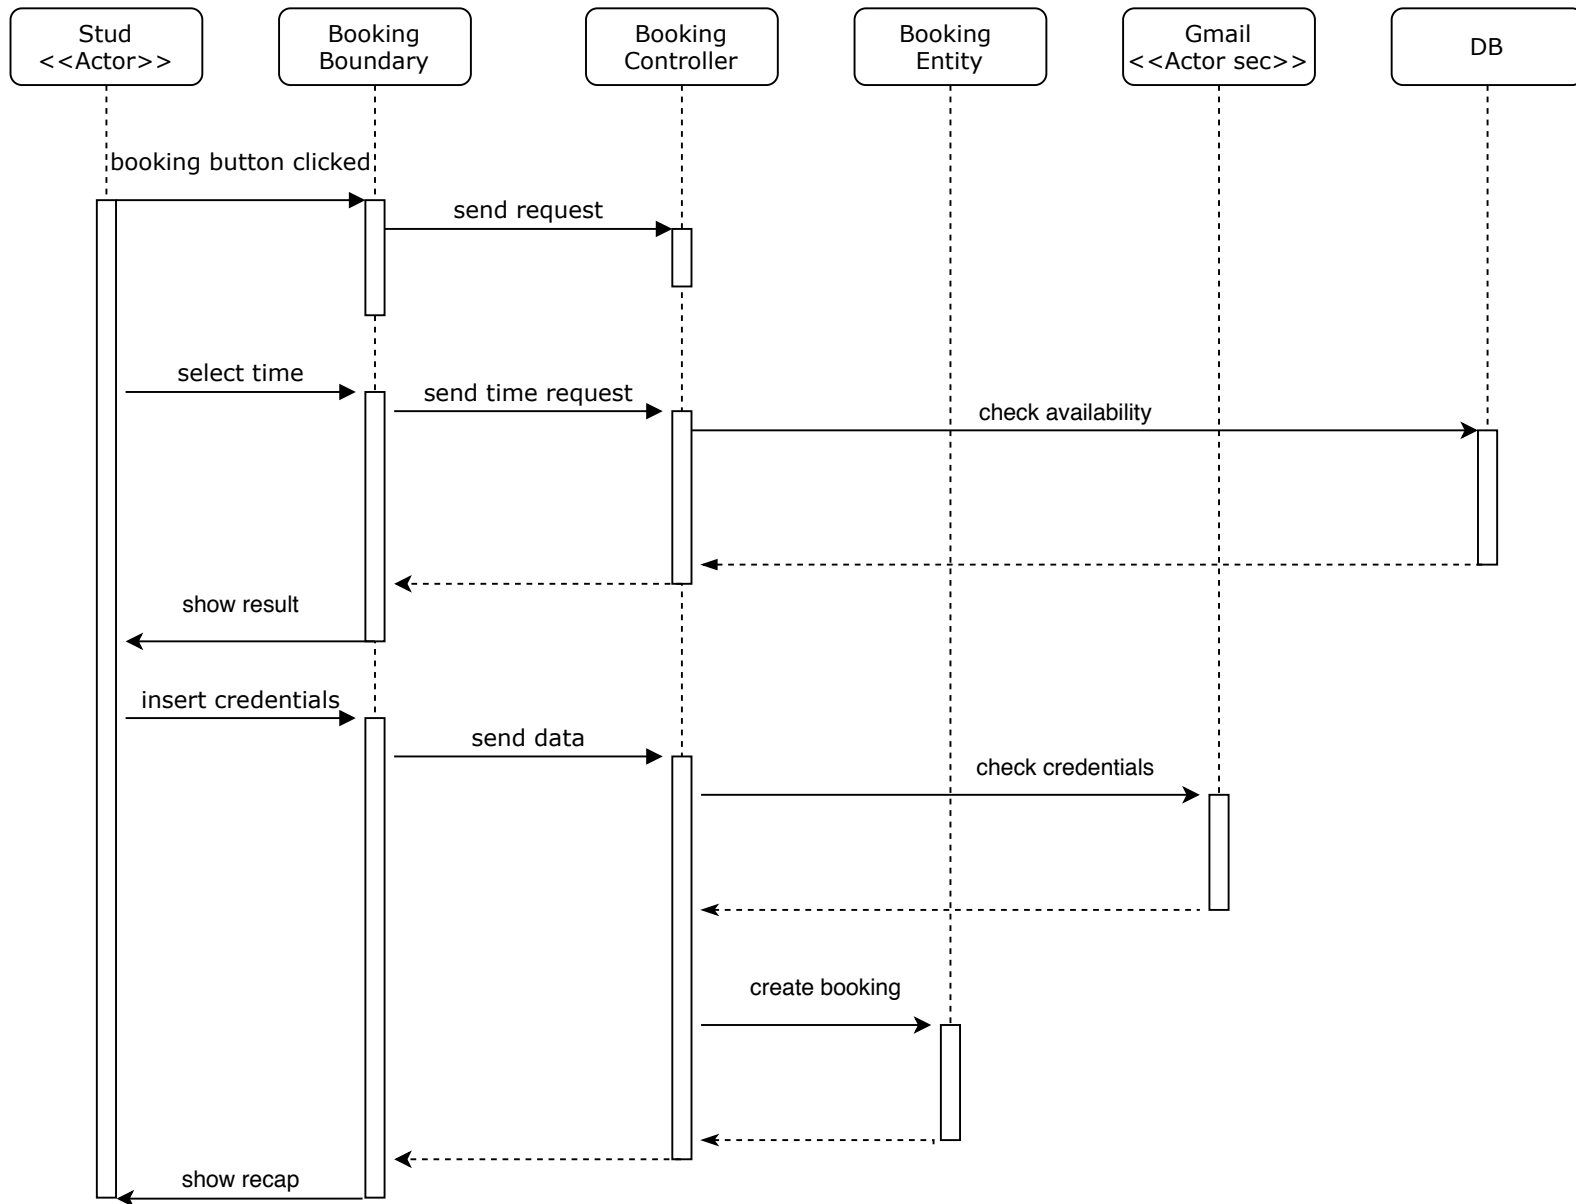 Stud
<<Actor>>
Booking
Boundary
Booking
Controller
Booking
Entity
Gmail
<<Actor sec>>
DB
booking button clicked
send request
select time
send time request
check availability
show result
insert credentials
send data
check credentials
create booking
show recap